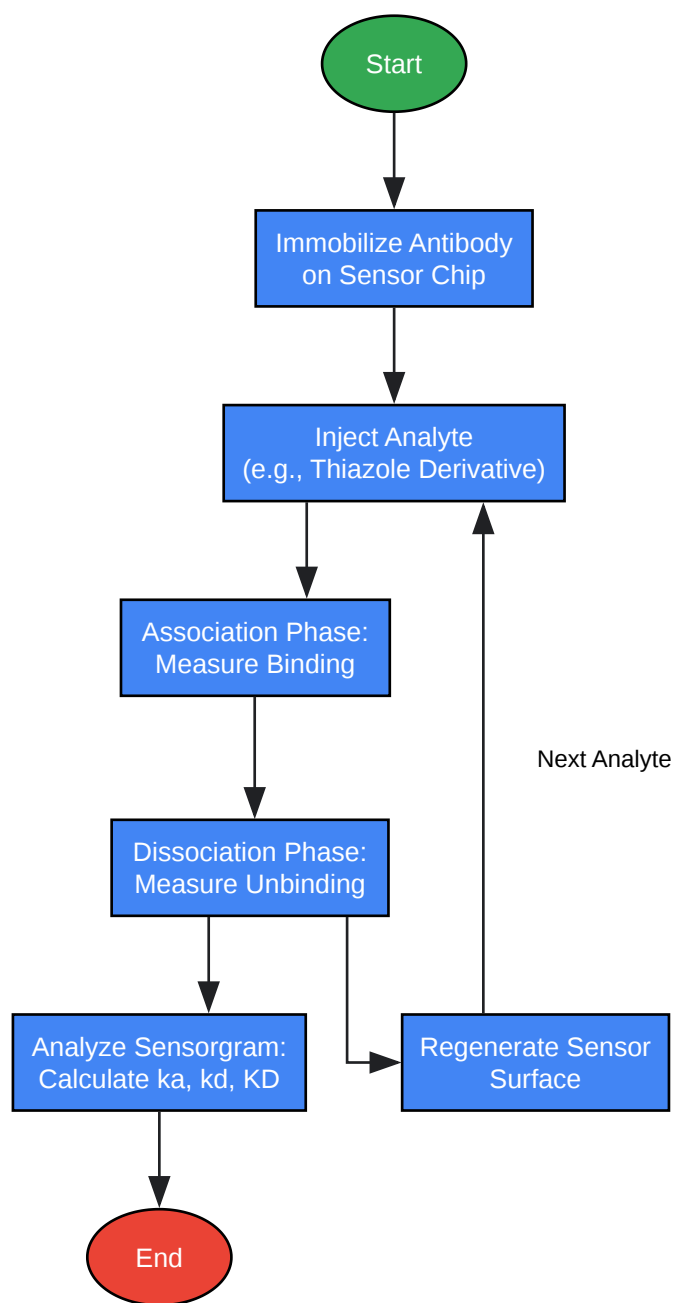 Start
Immobilize Antibody
on Sensor Chip
Inject Analyte
(e.g., Thiazole Derivative)
Association Phase:
Measure Binding
Next Analyte
Dissociation Phase:
Measure Unbinding
Analyze Sensorgram:
Calculate ka, kd, KD
Regenerate Sensor
Surface
End